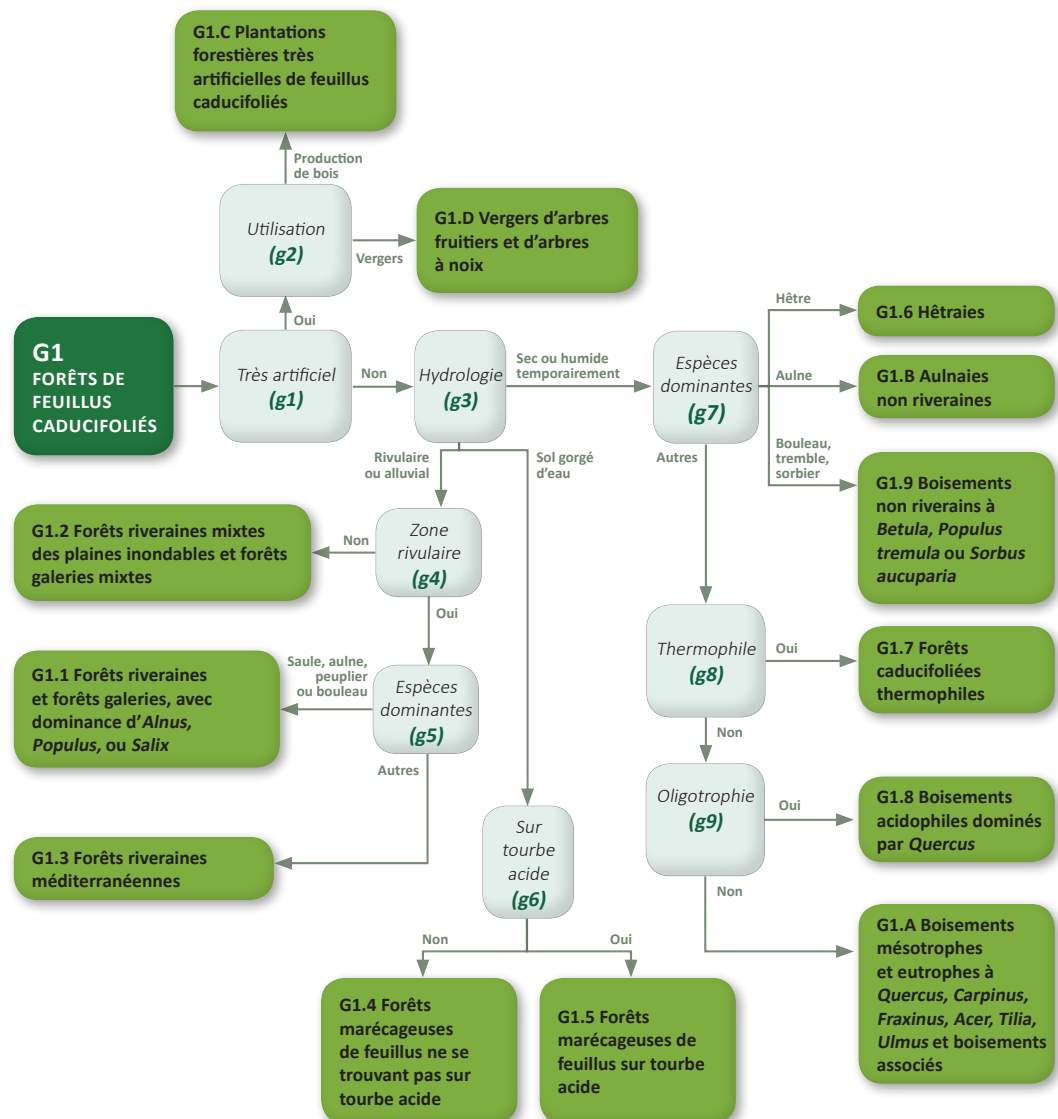 G1.C Plantations
forestières très
artificielles de feuillus
caducifoliés
Production
de bois
Utilisation
(g2)
Vergers
G1.D Vergers d'arbres
fruitiers et d'arbres
à noix
Oui
G1
FORÊTS DE
FEUILLUS
CADUCIFOLIÉS
Très artificiel
(g1)
Non
Hydrologie
(g3)
Sec ou humide
temporairement
Espèces
dominantes
(g7)
Hêtre
G1.6 Hêtraies
Aulne
G1.B Aulnaies
non riveraines
Bouleau,
tremble,
sorbier
G1.9 Boisements
non riverains à
Betula, Populus
tremula ou Sorbus
aucuparia
Autres
Rivulaire
ou alluvial
Sol gorgé
d'eau
Zone
rivulaire
(g4)
Non
G1.2 Forêts riveraines mixtes
des plaines inondables et forêts
galeries mixtes
Oui
Thermophile
(g8)
Oui
G1.7 Forêts
caducifoliées
thermophiles
Non
Saule, aulne,
peuplier
ou bouleau
Espèces
dominantes
(g5)
G1.1 Forêts riveraines
et forêts galeries, avec
dominance d'Alnus,
Populus, ou Salix
Autres
G1.3 Forêts riveraines
méditerranéennes
Oligotrophie
(g9)
Oui
G1.8 Boisements
acidophiles dominés
par Quercus
Non
G1.A Boisements
mésotrophes
et eutrophes à
Quercus, Carpinus,
Fraxinus, Acer, Tilia,
Ulmus et boisements
associés
Sur
tourbe
acide
(g6)
Non
Oui
G1.4 Forêts
marécageuses
de feuillus ne se
trouvant pas sur
tourbe acide
G1.5 Forêts
marécageuses de
feuillus sur tourbe
acide